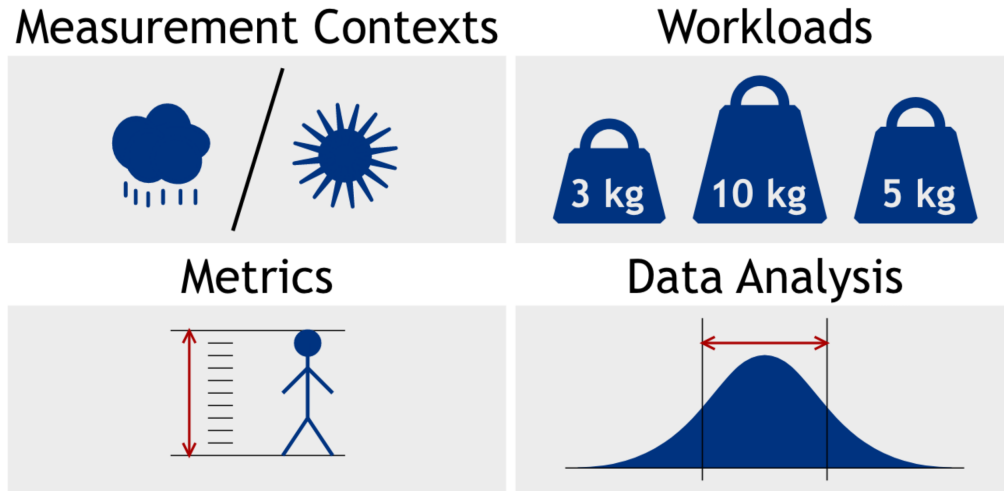 Measurement Contexts
Workloads
3 kg
10 kg
5 kg
Metrics
Data Analysis